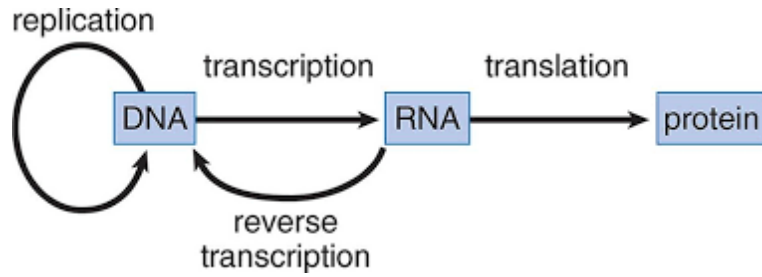 replication
transcription
translation
DNA
RNA
protein
reverse
transcription